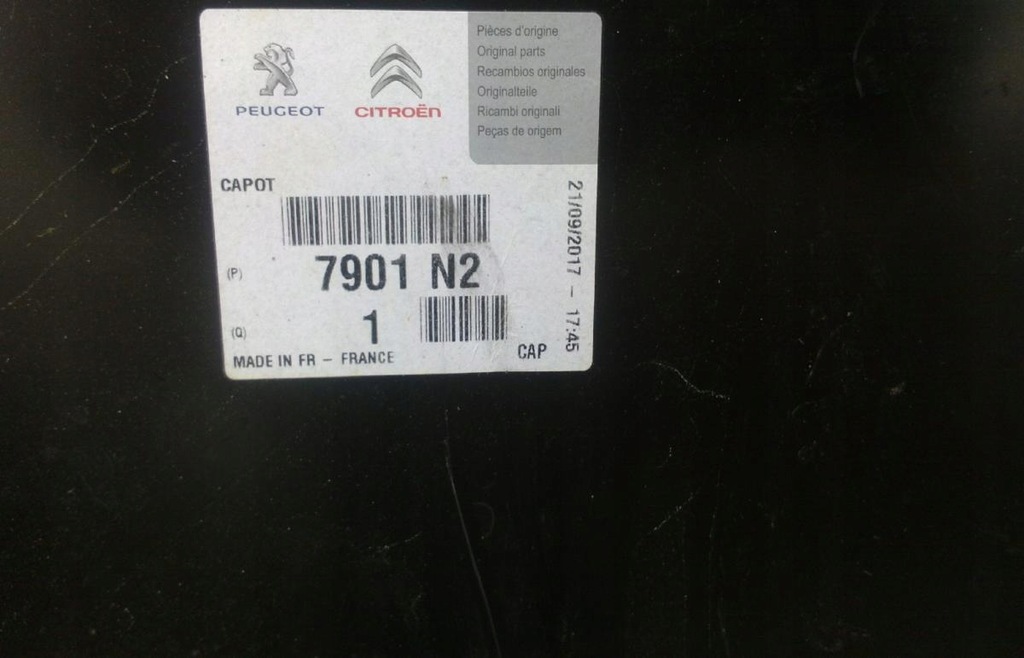 PEUGEOT
CITROËN
Pièces d'origine
Original parts
Recambios originales
Originalteile
Ricambi originali
Peças de origem
CAPOT
21/09/2017 - 17:45
(P) 7901 N2
(Q) 1
MADE IN FR - FRANCE
CAP